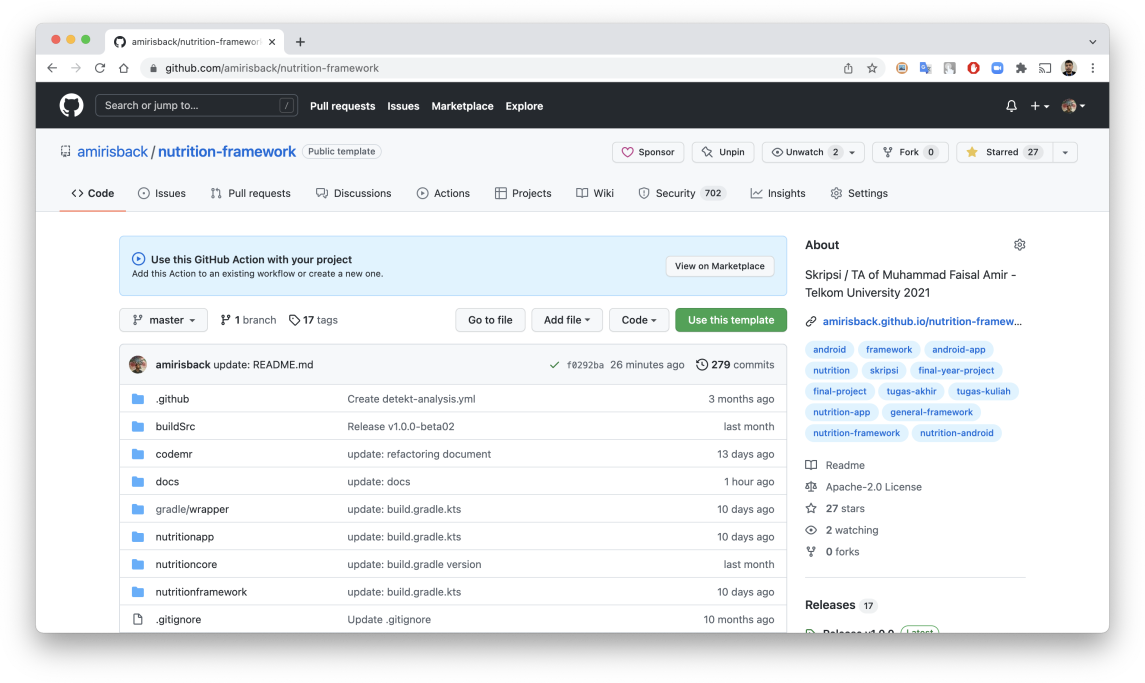 amirisback/nutrition-framework
github.com/amirisback/nutrition-framework
Search or jump to... /
Pull requests Issues Marketplace Explore
amirisback / nutrition-framework Public template
Sponsor Unpin Unwatch 2 Fork 0 Starred 27
Code Issues Pull requests Discussions Actions Projects Wiki Security 702 Insights Settings
Use this GitHub Action with your project
Add this Action to an existing workflow or create a new one.
View on Marketplace
master 1 branch 17 tags Go to file Add file Code Use this template
amirisback update: README.md f0292ba 26 minutes ago 279 commits
.github Create detekt-analysis.yml 3 months ago
buildSrc Release v1.0.0-beta02 last month
codemr update: refactoring document 13 days ago
docs update: docs 1 hour ago
gradle/wrapper update: build.gradle.kts 10 days ago
nutritionapp update: build.gradle.kts 10 days ago
nutritioncore update: build.gradle version last month
nutritionframework update: build.gradle.kts 10 days ago
.gitignore Update .gitignore 10 months ago
About
Skripsi / TA of Muhammad Faisal Amir -
Telkom University 2021
amirisback.github.io/nutrition-framew...
android framework android-app
nutrition skripsi final-year-project
final-project tugas-akhir tugas-kuliah
nutrition-app general-framework
nutrition-framework nutrition-android
Readme
Apache-2.0 License
27 stars
2 watching
0 forks
Releases 17
Release v1.0.0 Latest